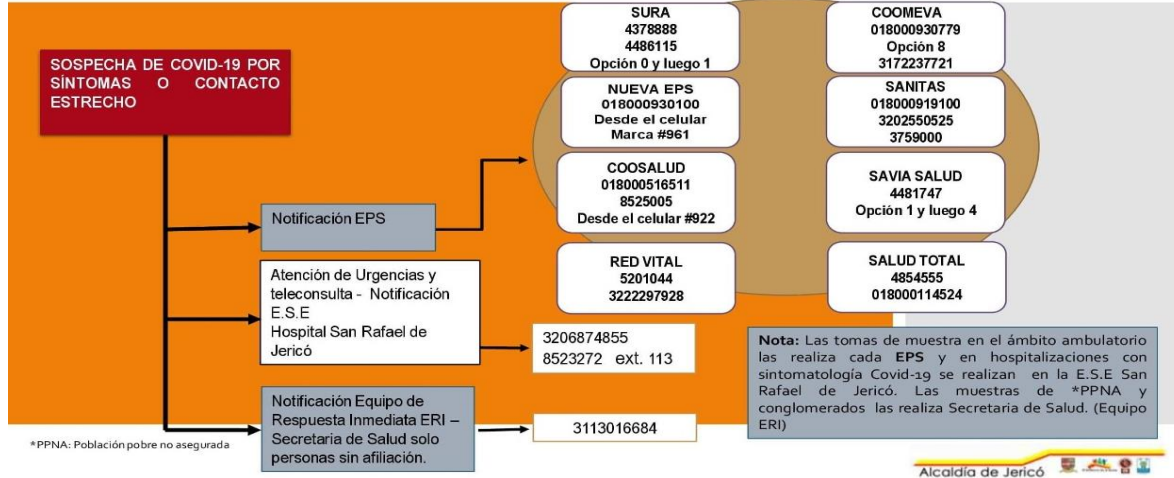 SOSPECHA DE COVID-19 POR
SÍNTOMAS O CONTACTO
ESTRECHO
Notificación EPS
Atención de Urgencias y
teleconsulta - Notificación
E.S.E
Hospital San Rafael de
Jericó
Notificación Equipo de
Respuesta Inmediata ERI –
Secretaria de Salud solo
personas sin afiliación.
SURA
4378888
4486115
Opción 0 y luego 1
NUEVA EPS
018000930100
Desde el celular
Marca #961
COOSALUD
018000516511
8525005
Desde el celular #922
RED VITAL
5201044
3222297928
COOMEVA
018000930779
Opción 8
3172237721
SANITAS
018000919100
3202550525
3759000
SAVIA SALUD
4481747
Opción 1 y luego 4
SALUD TOTAL
4854555
018000114524
3206874855
8523272 ext. 113
3113016684
Nota: Las tomas de muestra en el ámbito ambulatorio
las realiza cada EPS y en hospitalizaciones con
sintomatología Covid-19 se realizan en la E.S.E San
Rafael de Jericó. Las muestras de *PPNA y
conglomerados las realiza Secretaria de Salud. (Equipo
ERI)
*PPNA: Población pobre no asegurada
Alcaldía de Jericó